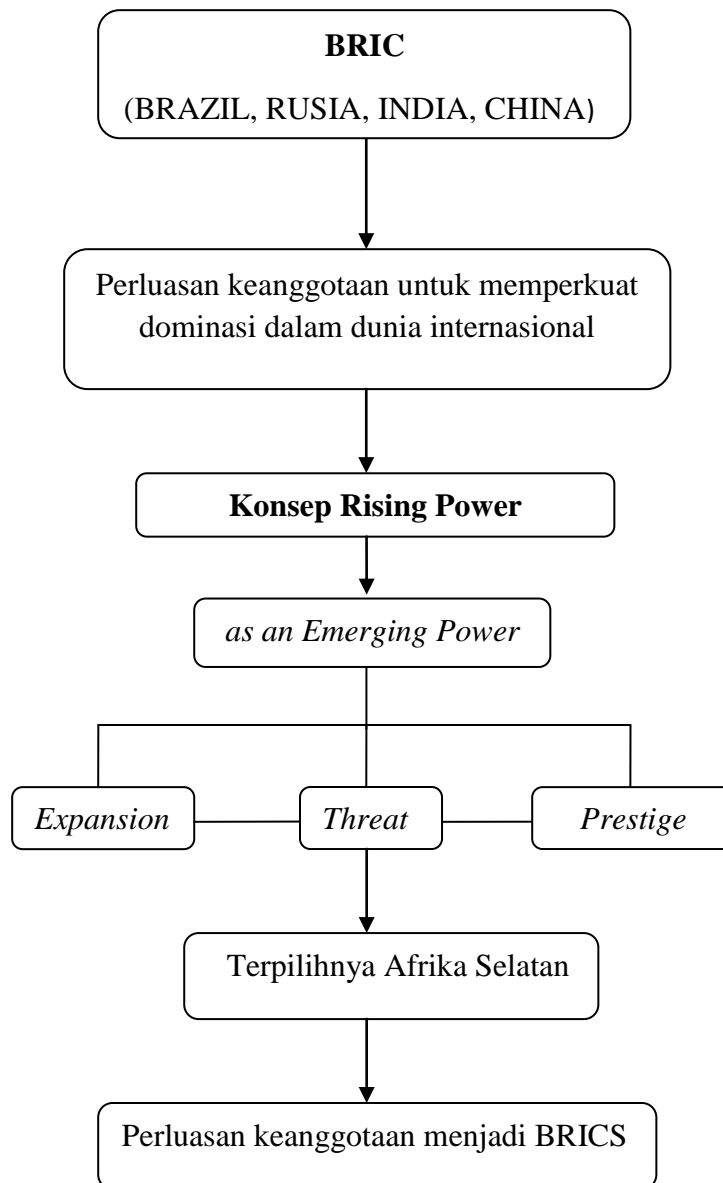 BRIC
(BRAZIL, RUSIA, INDIA, CHINA)
Perluasan keanggotaan untuk memperkuat
dominasi dalam dunia internasional
Konsep Rising Power
as an Emerging Power
Expansion
Threat
Prestige
Terpilihnya Afrika Selatan
Perluasan keanggotaan menjadi BRICS